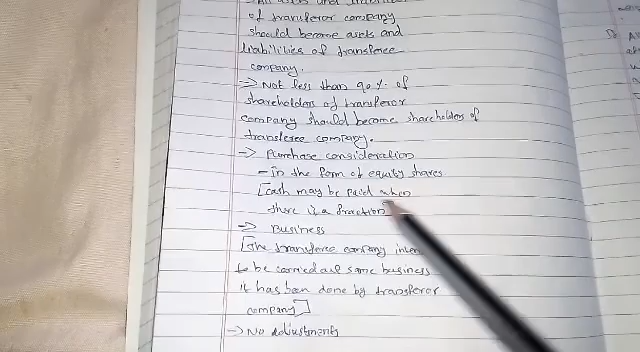 of transferor company
should become assets and
liabilities of transferee
company.
=> Not less than 90% of
shareholders of transferor
company should become shareholders of
transferee company.
-> Purchase consideration
- in the form of equity shares
[cash may be paid when
there is a fraction]
=> Business
[The transferee company
to be carried out same business
it has been done by transferor
company]
-> No adjustments